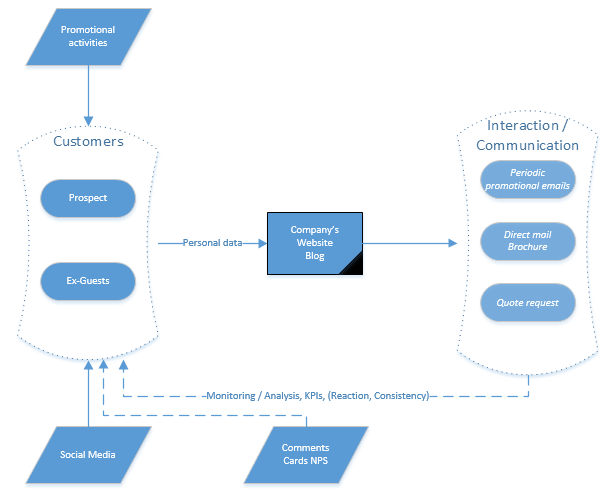 Promotional
activities
Customers
Prospect
Ex-Guests
Personal data
Company's
Website
Blog
Interaction /
Communication
Periodic
promotional emails
Direct mail
Brochure
Quote request
Monitoring / Analysis, KPIs, (Reaction, Consistency)
Social Media
Comments
Cards NPS